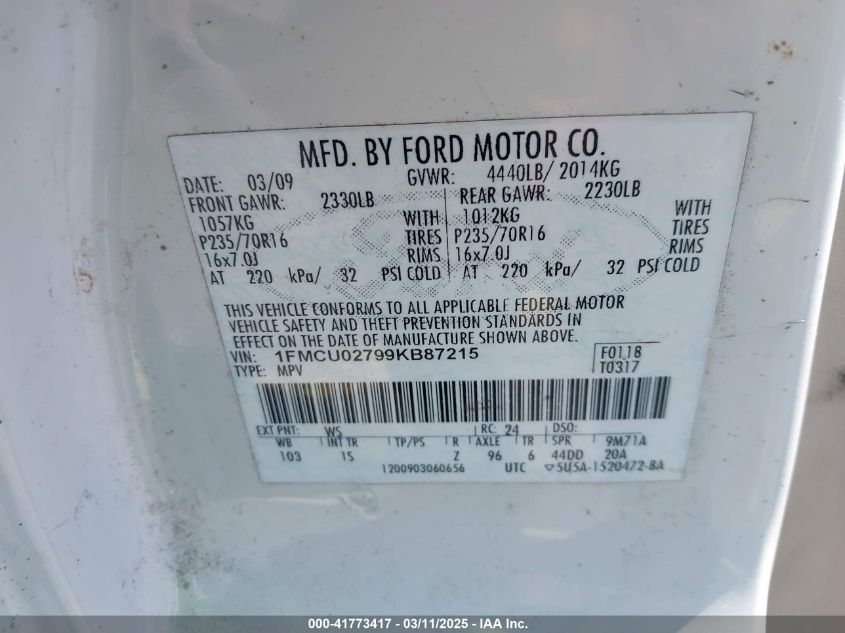 MFD. BY FORD MOTOR CO.
DATE: 03/09 GVWR: 4440LB/ 2014KG
FRONT GAWR: 2330LB REAR GAWR: 2230LB
1057KG WITH 1012KG WITH
P235/70R16 TIRES P235/70R16 TIRES
16x7.0J RIMS 16x7.0J RIMS
AT 220 kPa/ 32 PSI COLD AT 220 kPa/ 32 PSI COLD
THIS VEHICLE CONFORMS TO ALL APPLICABLE FEDERAL MOTOR
VEHICLE SAFETY AND THEFT PREVENTION STANDARDS IN
EFFECT ON THE DATE OF MANUFACTURE SHOWN ABOVE.
VIN: 1FMCU02799KB87215 F0118
TYPE: MPV T0317
EXT PNT: WS RC: 24 DSO:
WB INT TR TP/PS R AXLE TR SPR 9M71A
103 IS Z 96 6 44DD 20A
1200903060656 UTC ▽5U5A-1520472-BA
000-41773417 - 03/11/2025 - IAA Inc.